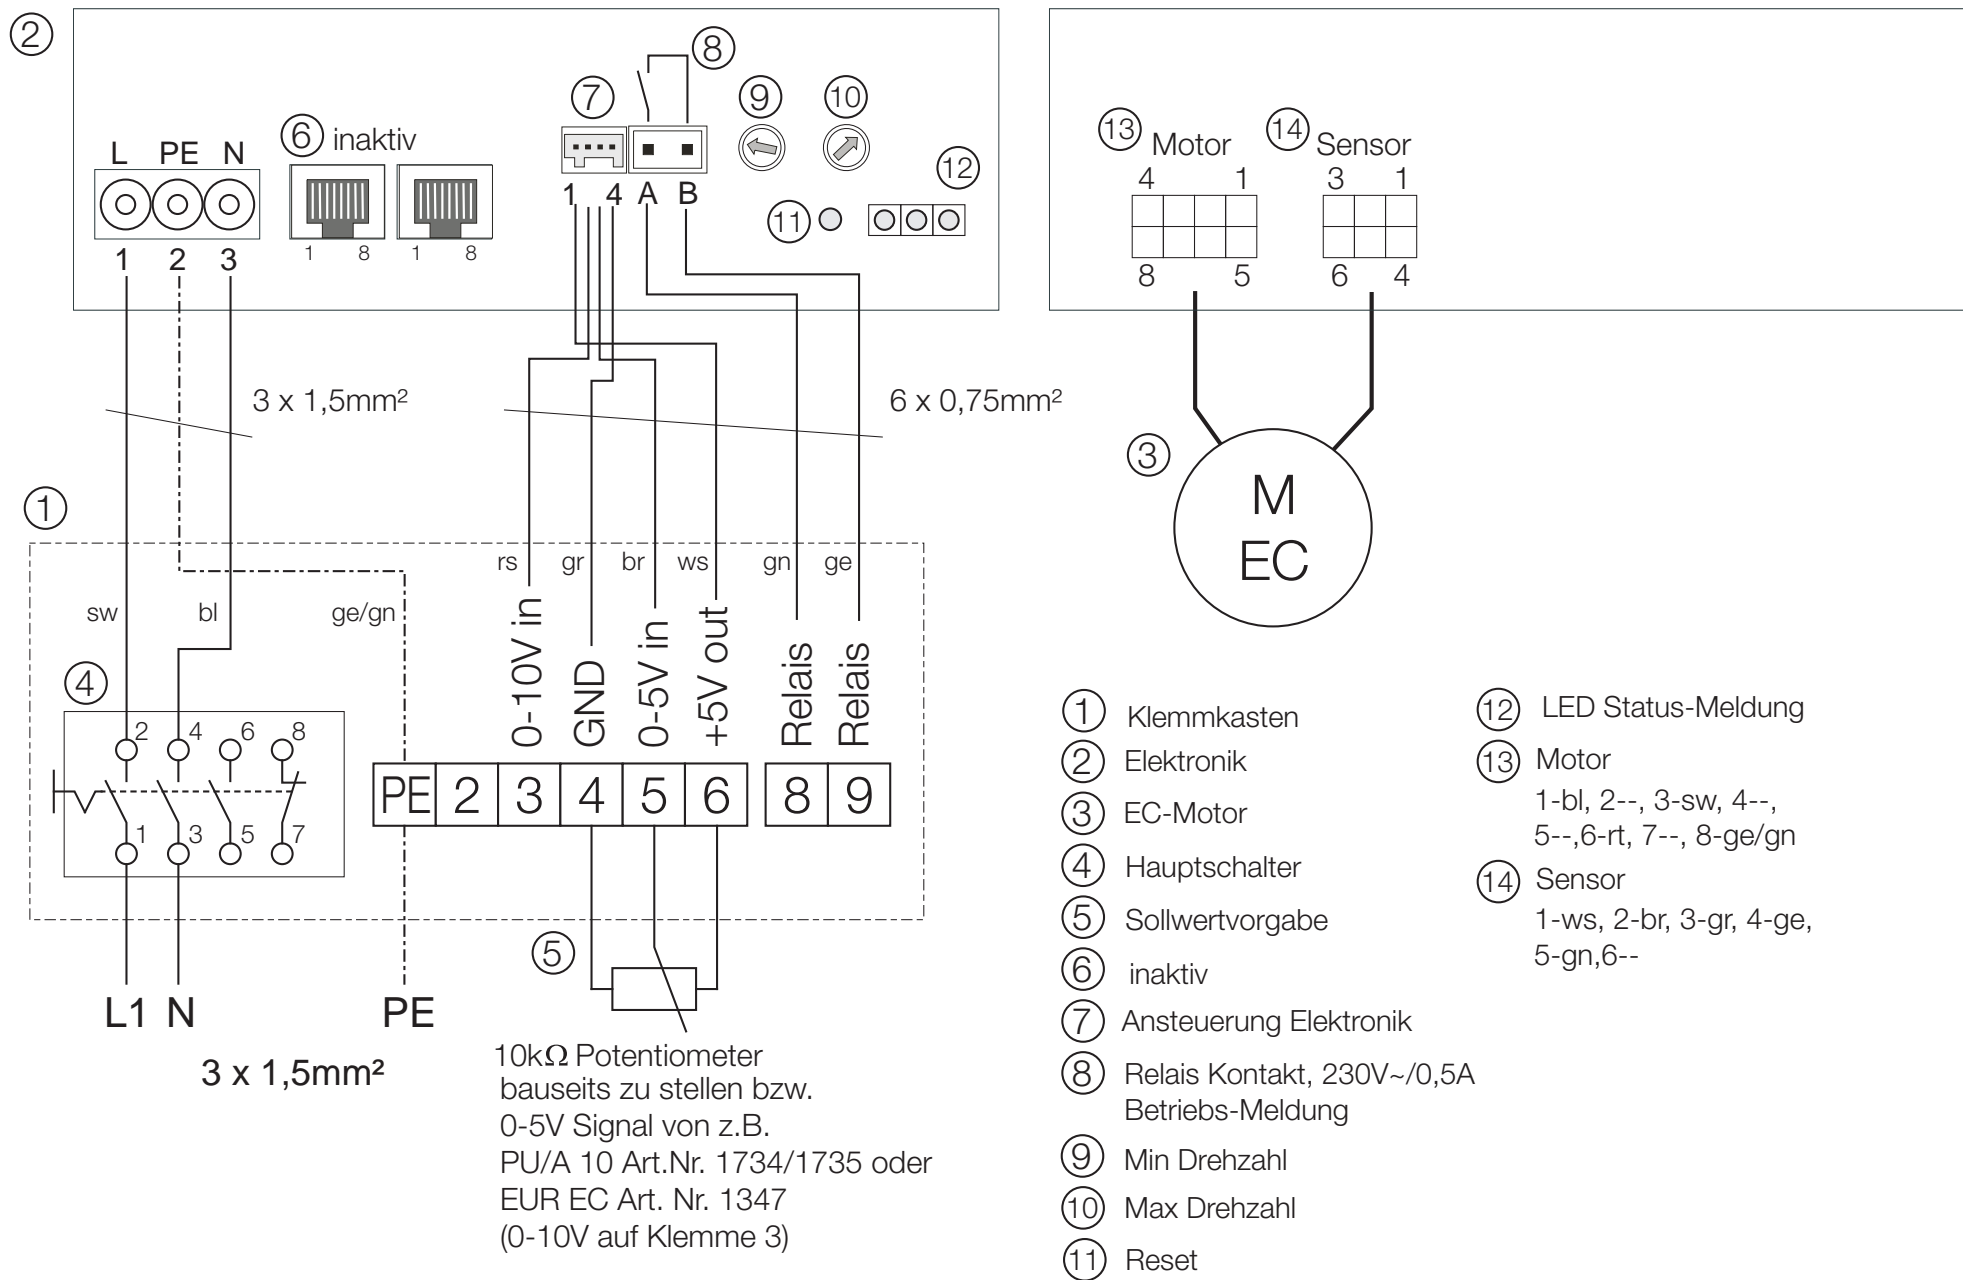 2
8
7
9
10
6 inaktiv
L PE N
12
1 4 A B
11
1 8 1 8
1 2 3
13 Motor
14 Sensor
4 1
3 1
8 5
6 4
3 x 1,5mm²
6 x 0,75mm²
3
M
EC
1
rs gr br ws gn ge
sw bl ge/gn
0-10V in
GND
0-5V in
+5V out
Relais
Relais
4
2 4 6 8
PE 2 3 4 5 6 8 9
1 3 5 7
5
L1 N PE
3 x 1,5mm²
10kΩ Potentiometer
bauseits zu stellen bzw.
0-5V Signal von z.B.
PU/A 10 Art.Nr. 1734/1735 oder
EUR EC Art. Nr. 1347
(0-10V auf Klemme 3)
1 Klemmkasten
2 Elektronik
3 EC-Motor
4 Hauptschalter
5 Sollwertvorgabe
6 inaktiv
7 Ansteuerung Elektronik
8 Relais Kontakt, 230V~/0,5A
Betriebs-Meldung
9 Min Drehzahl
10 Max Drehzahl
11 Reset
12 LED Status-Meldung
13 Motor
1-bl, 2--, 3-sw, 4--,
5--,6-rt, 7--, 8-ge/gn
14 Sensor
1-ws, 2-br, 3-gr, 4-ge,
5-gn,6--